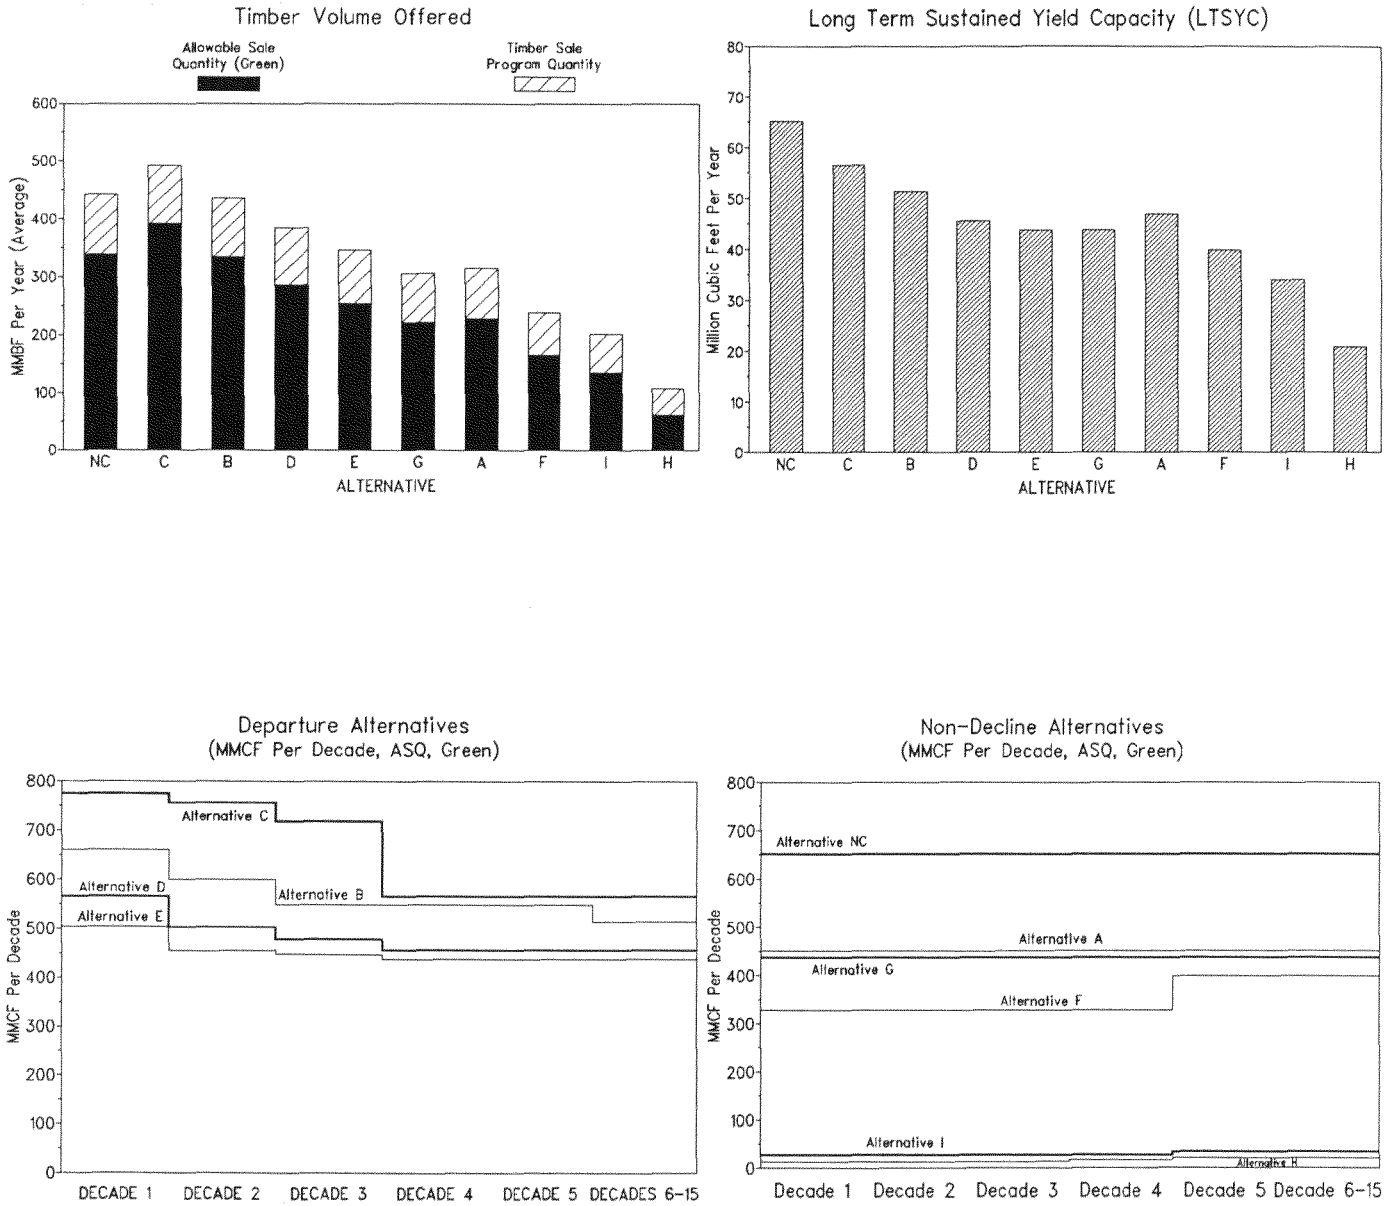 Timber Volume Offered
Allowable Sale
Quantity (Green)
Timber Sale
Program Quantity
600
500
400
300
200
100
0
MMBF Per Year (Average)
NC C B D E G A F I H
ALTERNATIVE
Long Term Sustained Yield Capacity (LTSYC)
80
70
60
50
40
30
20
10
0
Million Cubic Feet Per Year
NC C B D E G A F I H
ALTERNATIVE
Departure Alternatives
(MMCF Per Decade, ASQ, Green)
800
700
600
500
400
300
200
100
0
MMCF Per Decade
Alternative C
Alternative D
Alternative B
Alternative E
DECADE 1 DECADE 2 DECADE 3 DECADE 4 DECADE 5 DECADES 6-15
Non-Decline Alternatives
(MMCF Per Decade, ASQ, Green)
800
700
600
500
400
300
200
100
0
MMCF Per Decade
Alternative NC
Alternative A
Alternative G
Alternative F
Alternative I
Alternative H
Decade 1 Decade 2 Decade 3 Decade 4 Decade 5 Decade 6-15